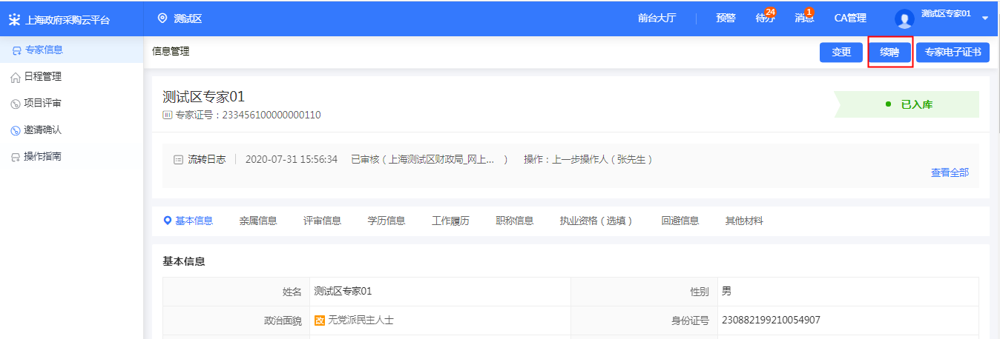 上海政府采购云平台
测试区
前台大厅
预警
待办
24
消息
1
CA管理
测试区专家01
专家信息
日程管理
项目评审
邀请确认
操作指南
信息管理
变更
续聘
专家电子证书
测试区专家01
专家证号：233456100000000110
已入库
流转日志 2020-07-31 15:56:34 已审核（上海测试区财政局_网上... ） 操作：上一步操作人（张先生）
查看全部
基本信息 亲属信息 评审信息 学历信息 工作履历 职称信息 执业资格（选填） 回避信息 其他材料
基本信息
姓名 测试区专家01 性别 男
政治面貌 改 无党派民主人士 身份证号 230882199210054907